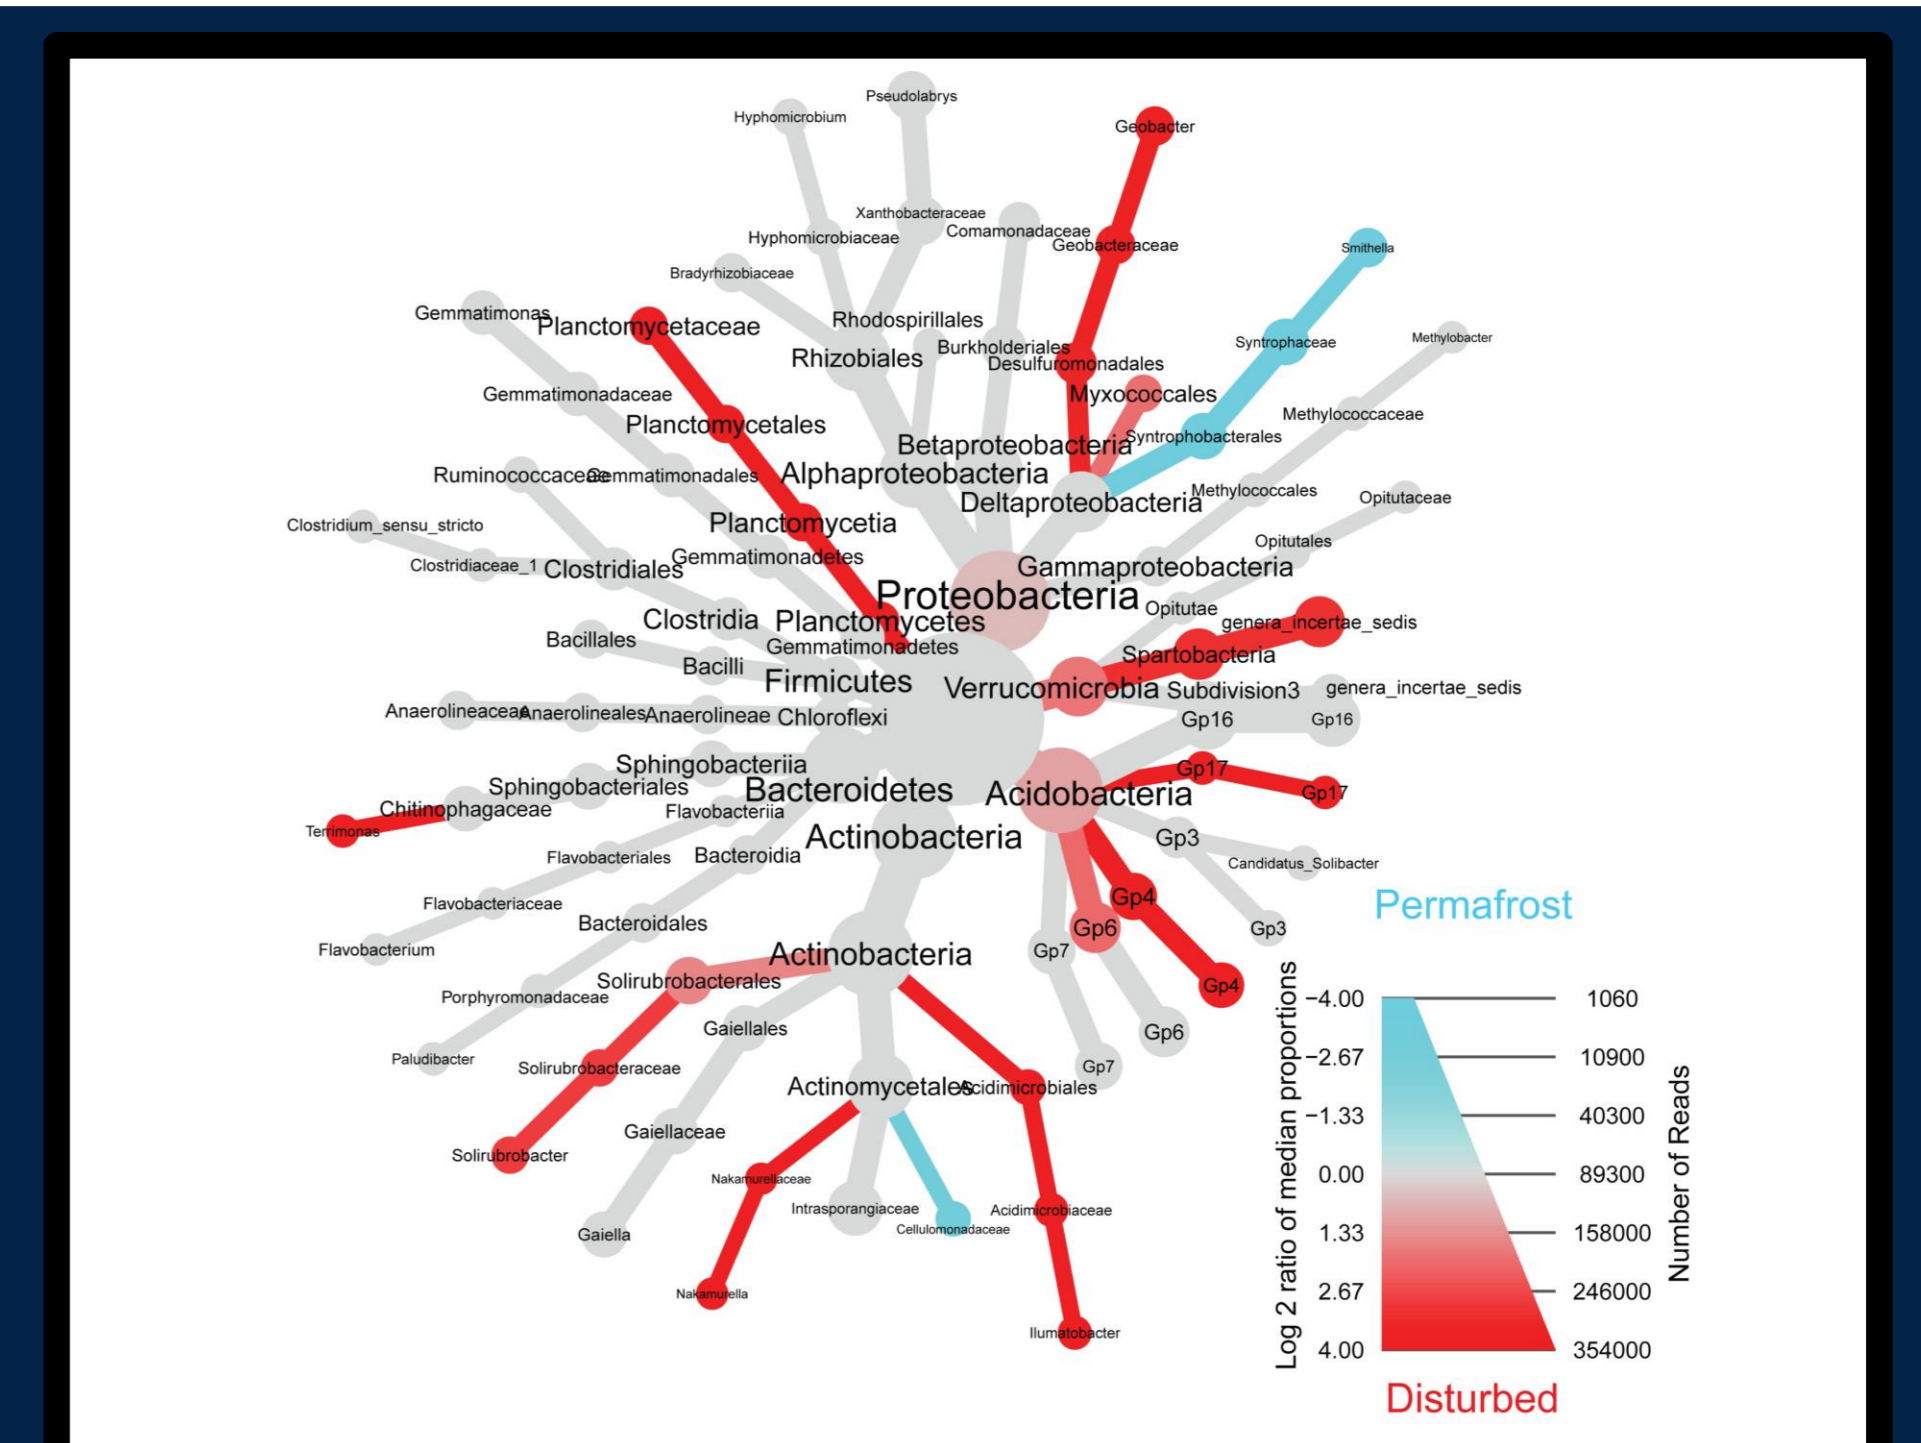 Pseudolabrys
Hyphomicrobium
Geobacter
Xanthobacteraceae
Comamonadaceae
Hyphomicrobiaceae
Geobacteraceae
Smithella
Bradyrhizobiaceae
Gemmatimonas
Planctomycetaceae
Rhodospirillales
Burkholderiales
Rhizobiales
Desulfuromonadales
Syntrophaceae
Methylobacter
Gemmatimonadaceae
Myxococcales
Methylococcaceae
Planctomycetales
Betaproteobacteria
Syntrophobacterales
Ruminococcaceae
Gemmatimonadales
Alphaproteobacteria
Deltaproteobacteria
Methylococcales
Opitutaceae
Clostridium_sensu_stricto
Planctomycetia
Opitutales
Clostridiaceae_1
Clostridiales
Gemmatimonadetes
Gammaproteobacteria
Proteobacteria
Opitutae
Clostridia
Planctomycetes
genera_incertae_sedis
Bacillales
Gemmatimonadetes
Spartobacteria
Bacilli
Firmicutes
Verrucomicrobia
Subdivision3
genera_incertae_sedis
Anaerolineaceae
Anaerolineales
Anaerolineae
Chloroflexi
Gp16
Gp16
Sphingobacteriia
Gp17
Gp17
Sphingobacteriales
Bacteroidetes
Acidobacteria
Chitinophagaceae
Flavobacteriia
Terrimonas
Actinobacteria
Gp3
Flavobacteriales
Bacteroidia
Candidatus_Solibacter
Gp4
Flavobacteriaceae
Bacteroidales
Gp6
Gp3
Flavobacterium
Actinobacteria
Gp7
Solirubrobacterales
Gp4
Porphyromonadaceae
Gaiellales
Gp6
Paludibacter
Solirubrobacteraceae
Gp7
Actinomycetales
Acidimicrobiales
Gaiellaceae
Solirubrobacter
Nakamurellaceae
Intrasporangiaceae
Acidimicrobiaceae
Cellulomonadaceae
Gaiella
Nakamurella
Ilumatobacter
Permafrost
Log 2 ratio of median proportions
−4.00 1060
−2.67 10900
−1.33 40300
0.00 89300
1.33 158000
2.67 246000
4.00 354000
Number of Reads
Disturbed